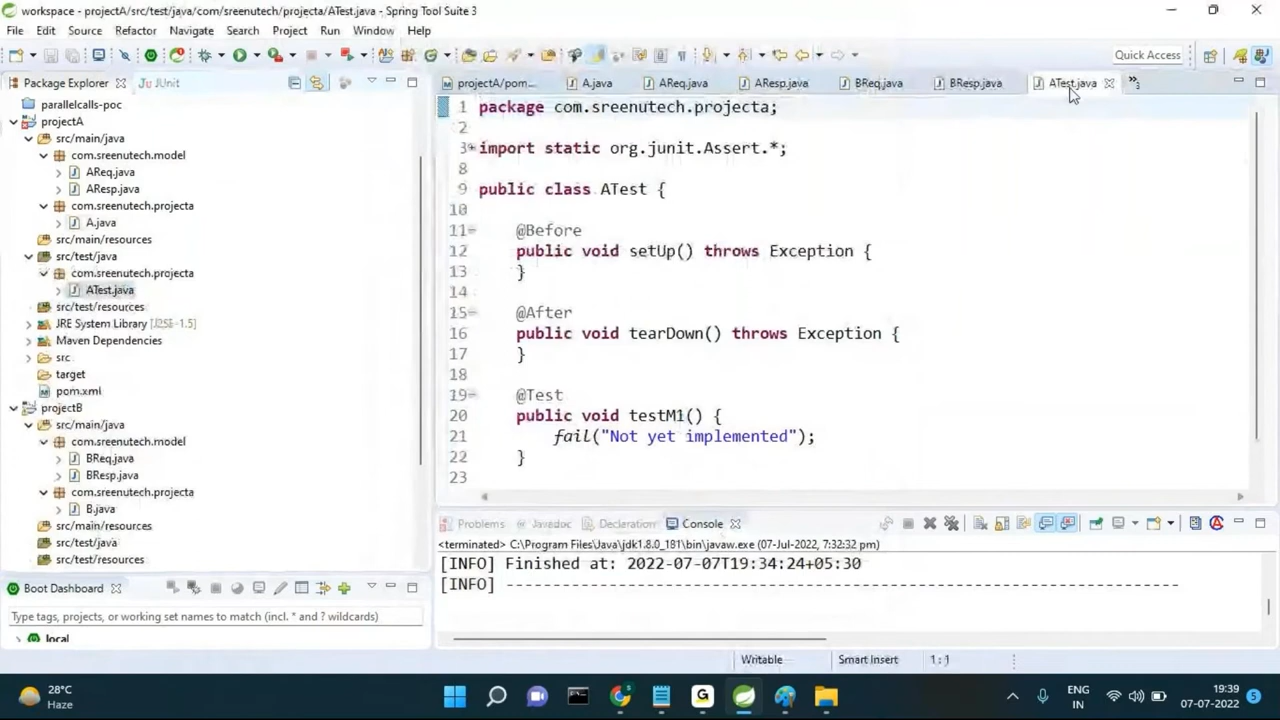 workspace - projectA/src/test/java/com/sreenutech/projecta/ATest.java - Spring Tool Suite 3
File Edit Source Refactor Navigate Search Project Run Window Help
Quick Access
Package Explorer
JUnit
parallelcalls-poc
projectA
src/main/java
com.sreenutech.model
AReq.java
AResp.java
com.sreenutech.projecta
A.java
src/main/resources
src/test/java
com.sreenutech.projecta
ATest.java
src/test/resources
JRE System Library [J2SE-1.5]
Maven Dependencies
src
target
pom.xml
projectB
src/main/java
com.sreenutech.model
BReq.java
BResp.java
com.sreenutech.projecta
B.java
src/main/resources
src/test/java
src/test/resources
Boot Dashboard
Type tags, projects, or working set names to match (incl. * and ? wildcards)
local
projectA/pom... A.java AReq.java AResp.java BReq.java BResp.java ATest.java
1 package com.sreenutech.projecta;
2
3 import static org.junit.Assert.*;
8
9 public class ATest {
10
11 @Before
12 public void setUp() throws Exception {
13 }
14
15 @After
16 public void tearDown() throws Exception {
17 }
18
19 @Test
20 public void testM1() {
21 fail("Not yet implemented");
22 }
23
Problems Javadoc Declaration Console
<terminated> C:\Program Files\Java\jdk1.8.0_181\bin\javaw.exe (07-Jul-2022, 7:32:32 pm)
[INFO] Finished at: 2022-07-07T19:34:24+05:30
[INFO] ------------------------------------------------------------------------
Writable Smart Insert 1 : 1
28°C
Haze
ENG
IN
19:39
07-07-2022
5